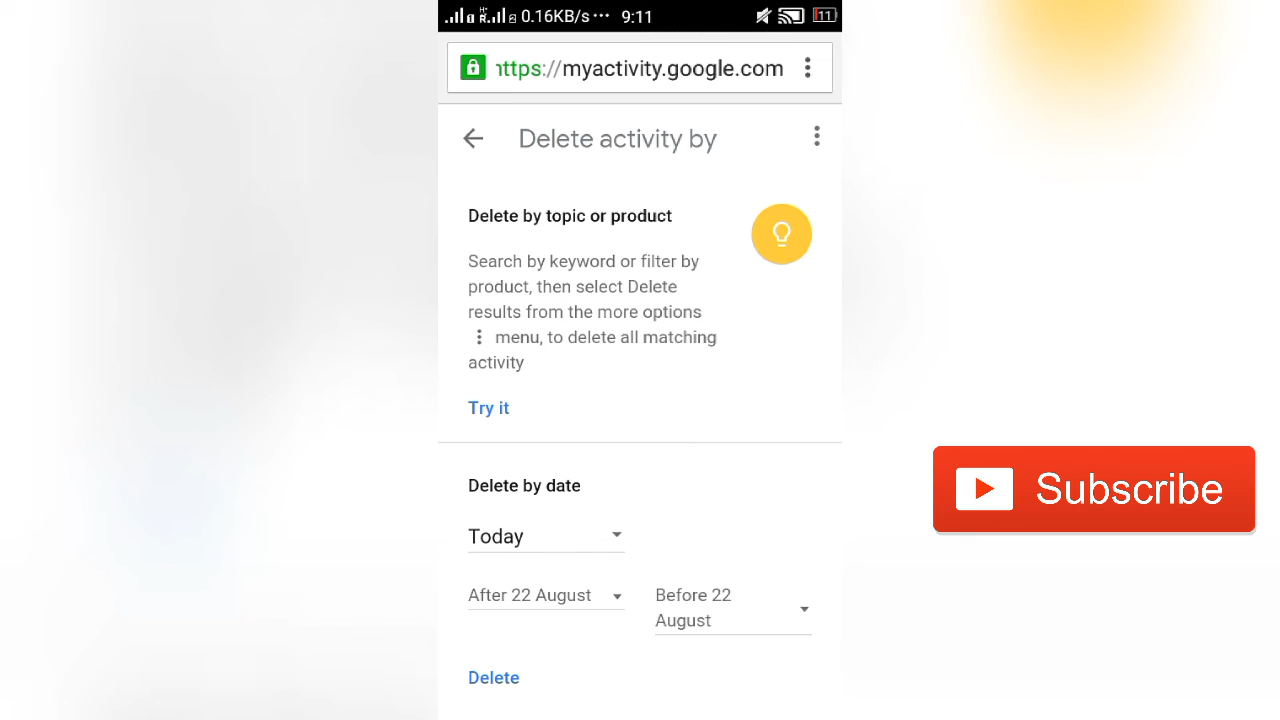 0.16KB/s ··· 9:11 11
https://myactivity.google.com
Delete activity by
Delete by topic or product
Search by keyword or filter by
product, then select Delete
results from the more options
menu, to delete all matching
activity
Try it
Delete by date
Today
After 22 August
Before 22
August
Delete
Subscribe